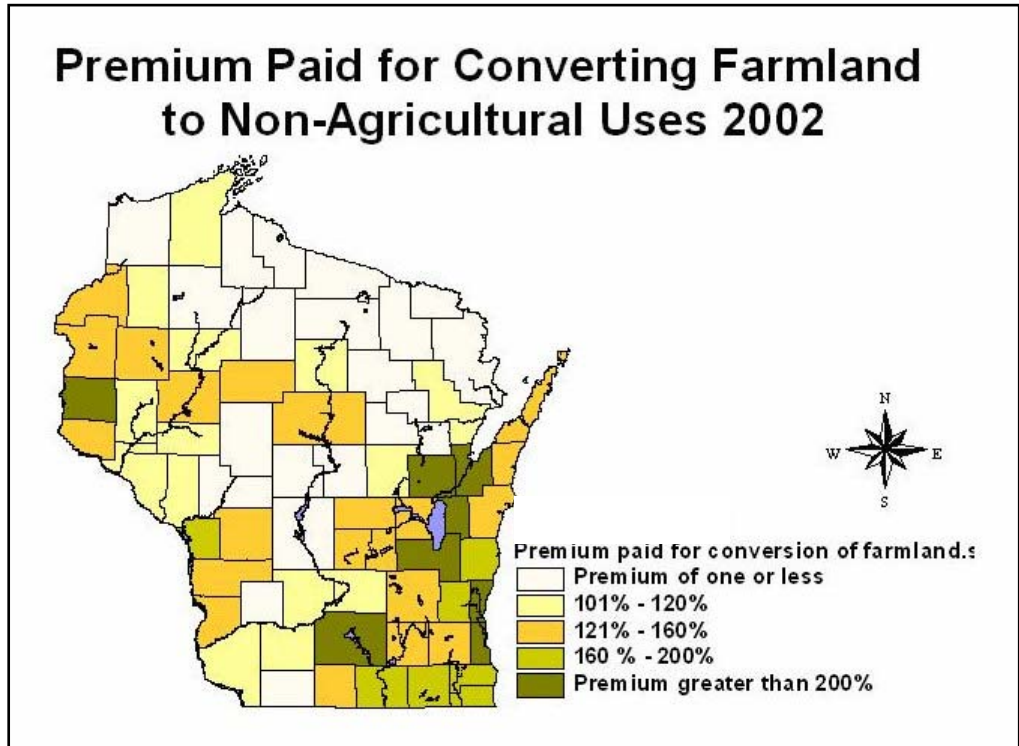 Premium Paid for Converting Farmland
to Non-Agricultural Uses 2002
N
W
E
S
Premium paid for conversion of farmland.s
Premium of one or less
101% - 120%
121% - 160%
160 % - 200%
Premium greater than 200%